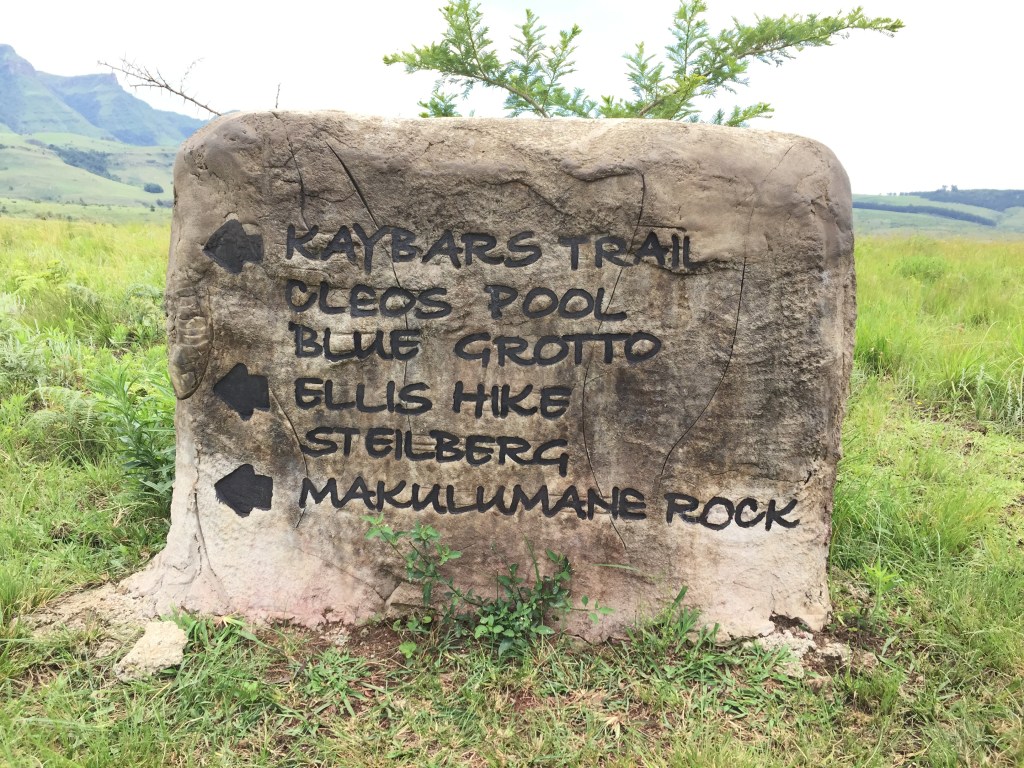 KAYBARS TRAIL
CLEOS POOL
BLUE GROTTO
ELLIS HIKE
STEILBERG
MAKULUMANE ROCK